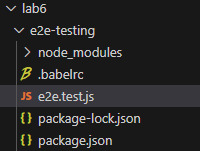 lab6
e2e-testing
node_modules
.babelrc
JS e2e.test.js
{} package-lock.json
{} package.json